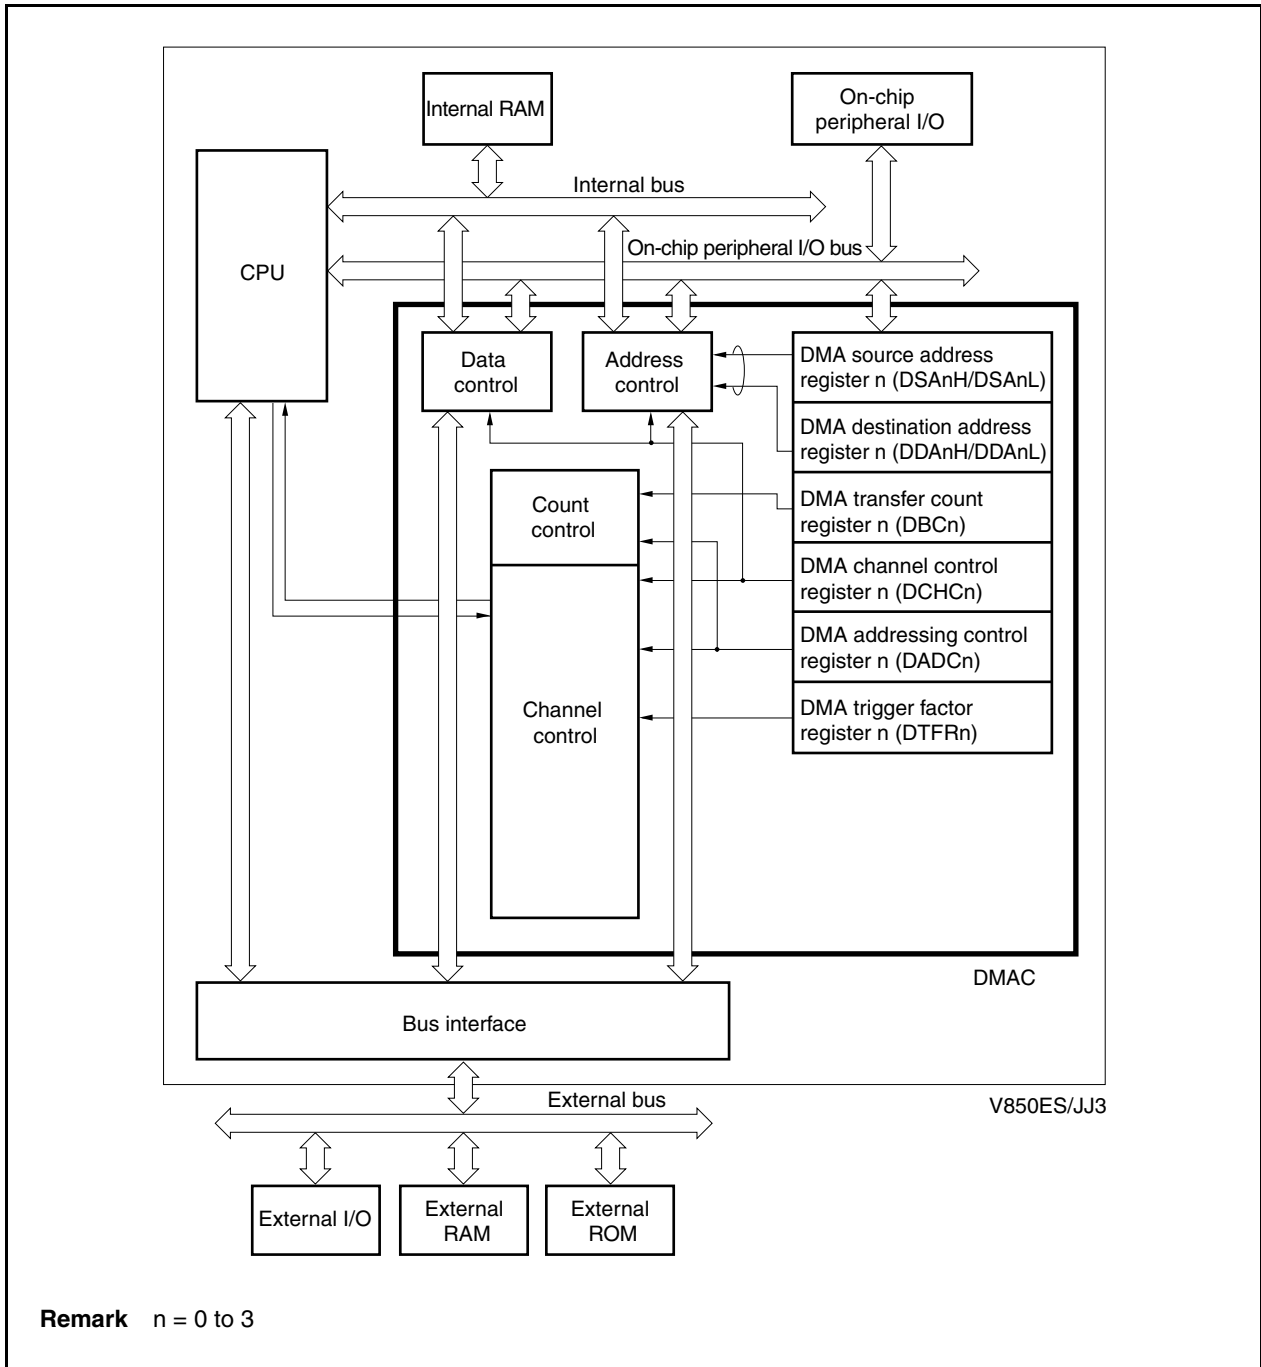 Internal RAM
On-chip
peripheral I/O
Internal bus
On-chip peripheral I/O bus
CPU
Data
control
Address
control
DMA source address
register n (DSAnH/DSAnL)
DMA destination address
register n (DDAnH/DDAnL)
Count
control
DMA transfer count
register n (DBCn)
DMA channel control
register n (DCHCn)
DMA addressing control
register n (DADCn)
Channel
control
DMA trigger factor
register n (DTFRn)
DMAC
Bus interface
V850ES/JJ3
External bus
External I/O
External
RAM
External
ROM
Remark n = 0 to 3